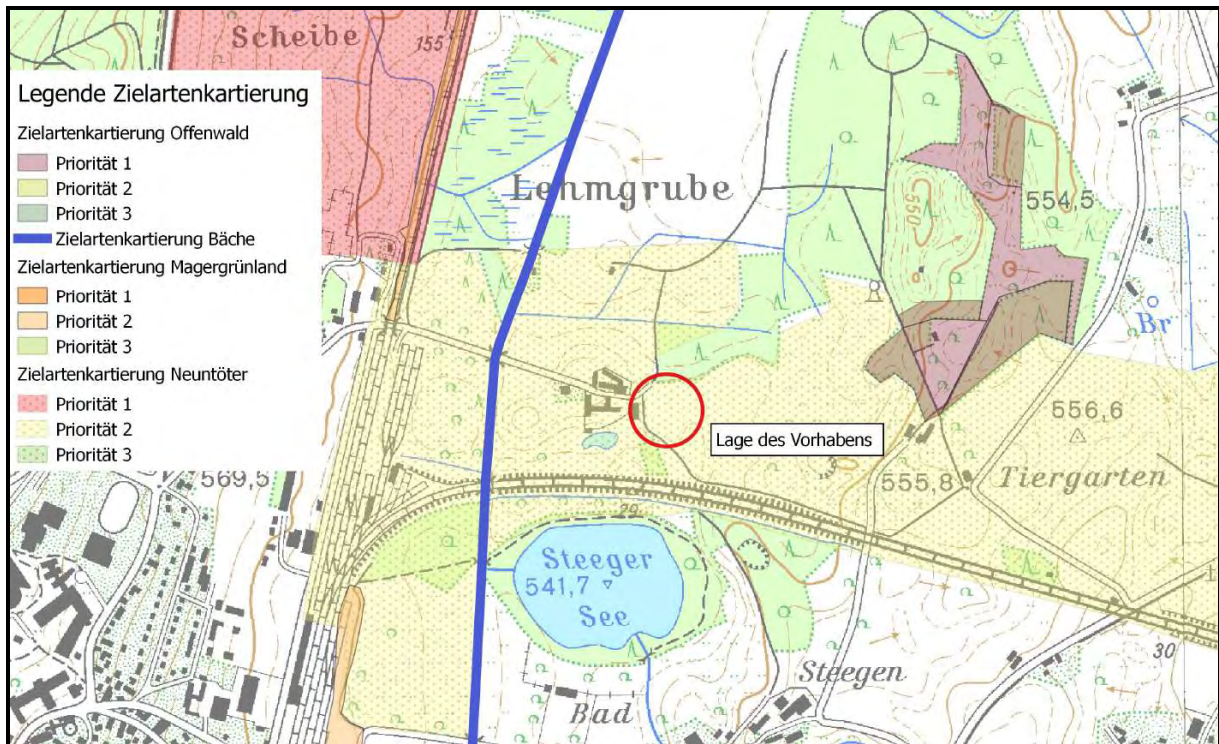 Scheibe
155
Legende Zielartenkartierung
Zielartenkartierung Offenwald
Priorität 1
Priorität 2
Priorität 3
Zielartenkartierung Bäche
Zielartenkartierung Magergrünland
Priorität 1
Priorität 2
Priorität 3
Zielartenkartierung Neuntöter
Priorität 1
Priorität 2
Priorität 3
Lehmgrube
550
554,5
Br
556,6
Lage des Vorhabens
569,5
555,8
Tiergarten
29
Steeger
541,7
See
Steegen
30
Bad